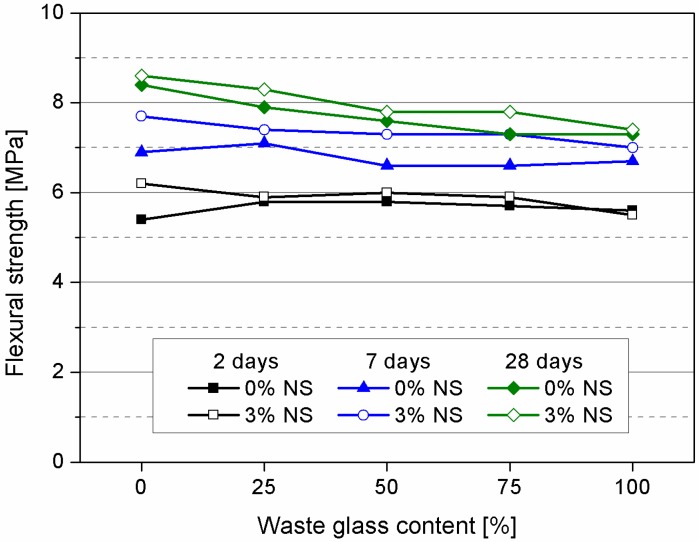 10
8
6
4
2
0
Flexural strength [MPa]
2 days 7 days 28 days
0% NS 0% NS 0% NS
3% NS 3% NS 3% NS
0 25 50 75 100
Waste glass content [%]